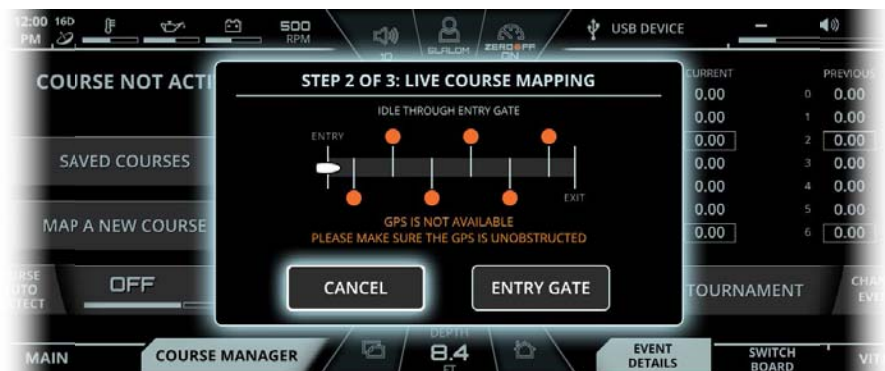 12:00 16D
PM
500
RPM
10
SLALOM
ZERO OFF
ON
USB DEVICE
COURSE NOT ACTI
SAVED COURSES
MAP A NEW COURSE
OFF
STEP 2 OF 3: LIVE COURSE MAPPING
IDLE THROUGH ENTRY GATE
ENTRY
EXIT
GPS IS NOT AVAILABLE
PLEASE MAKE SURE THE GPS IS UNOBSTRUCTED
CANCEL
ENTRY GATE
CURRENT PREVIOUS
0.00 0 0.00
0.00 1 0.00
0.00 2 0.00
0.00 3 0.00
0.00 4 0.00
0.00 5 0.00
0.00 6 0.00
TOURNAMENT
MAIN
COURSE MANAGER
DEPTH
8.4
FT
EVENT
DETAILS
SWITCH
BOARD
VIT